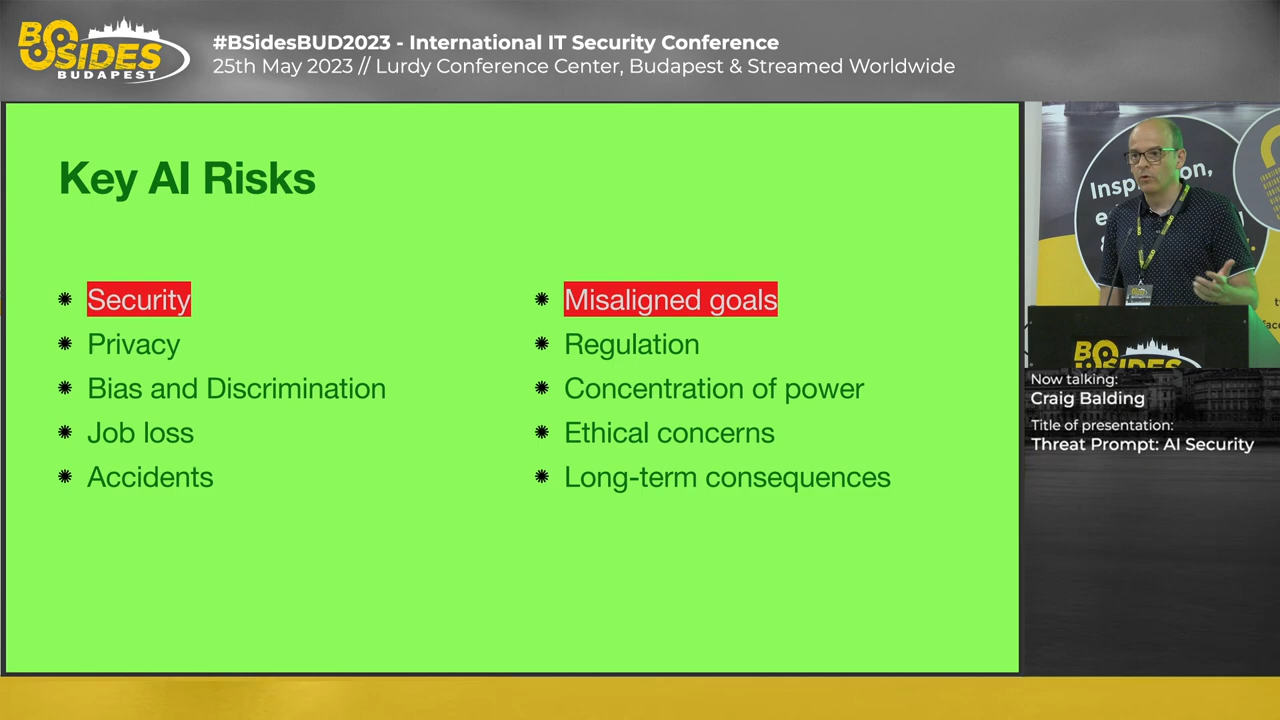 BSIDES
BUDAPEST
#BSidesBUD2023 - International IT Security Conference
25th May 2023 // Lurdy Conference Center, Budapest & Streamed Worldwide
Key AI Risks
Security
Privacy
Bias and Discrimination
Job loss
Accidents
Misaligned goals
Regulation
Concentration of power
Ethical concerns
Long-term consequences
BSIDES
Now talking:
Craig Balding
Title of presentation:
Threat Prompt: AI Security